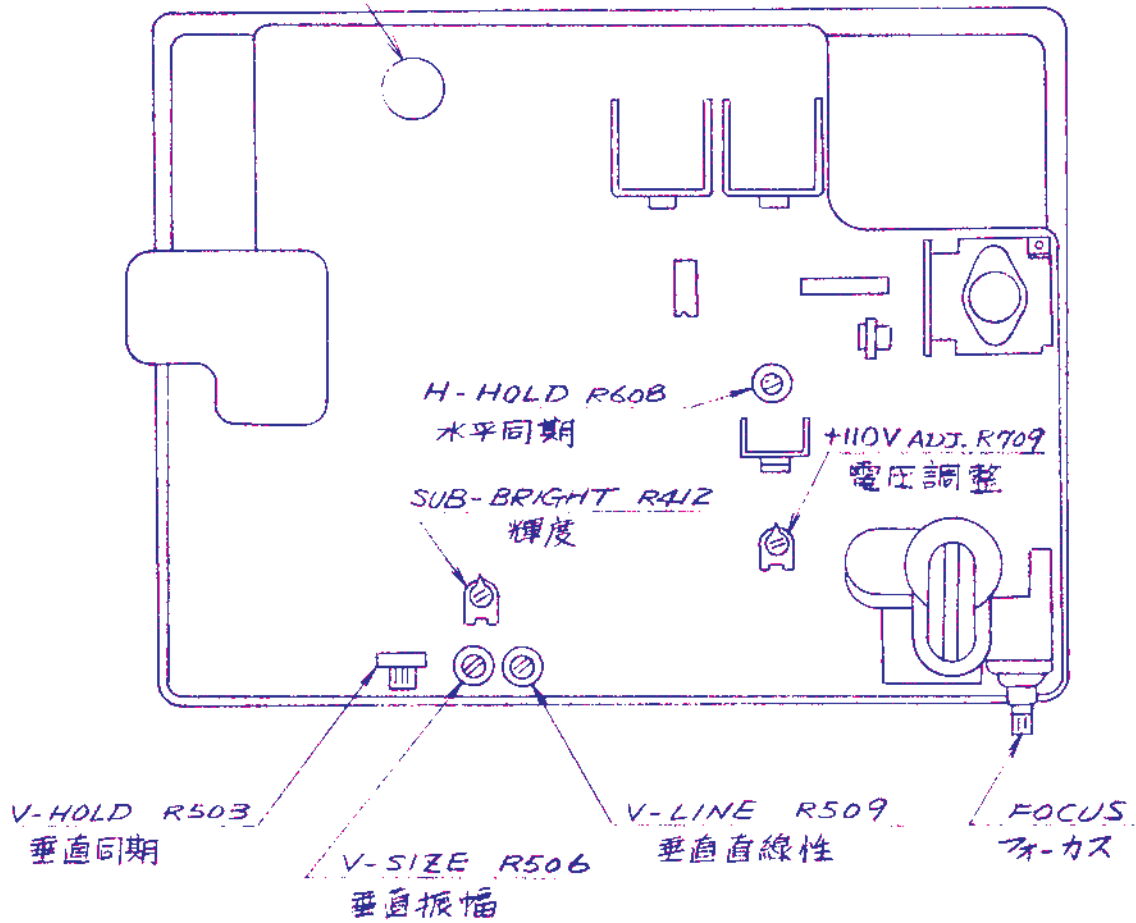 H-HOLD R608
水平同期
+110V ADJ. R709
電圧調整
SUB-BRIGHT R412
輝度
V-HOLD R503
垂直同期
V-SIZE R506
垂直振幅
V-LINE R509
垂直直線性
FOCUS
フォーカス